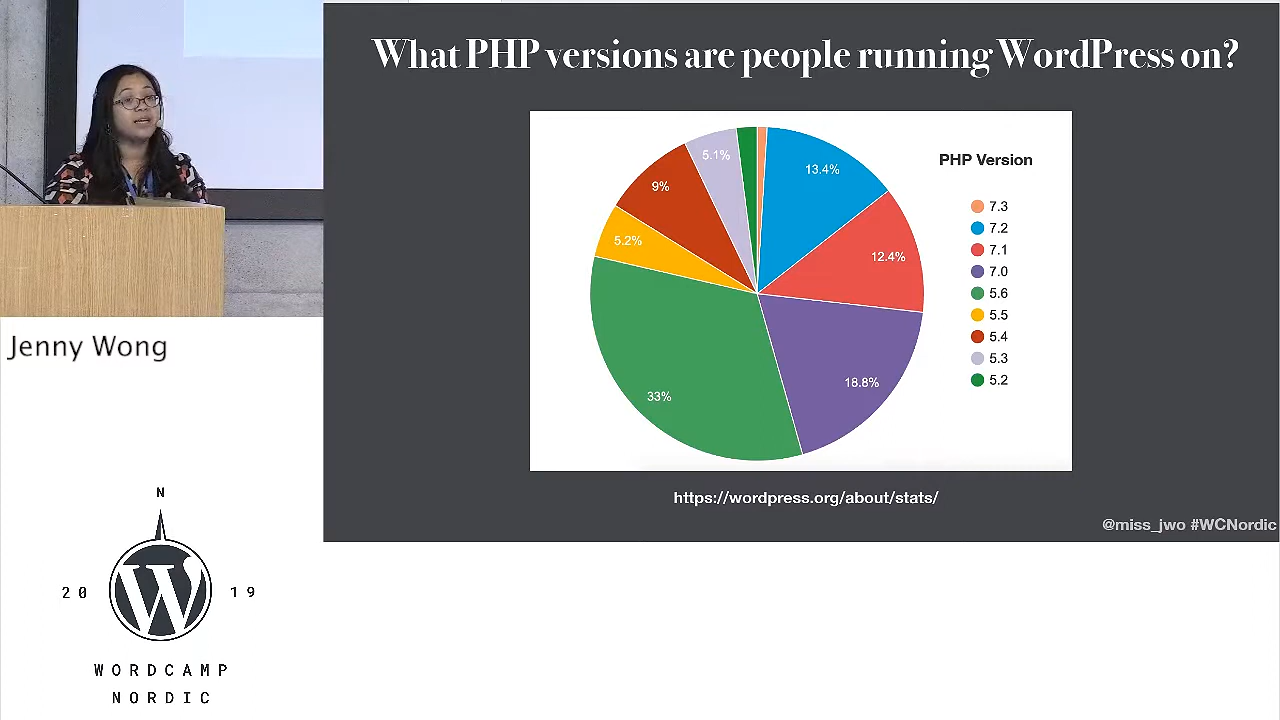 What PHP versions are people running WordPress on?
5.1%
13.4%
9%
5.2%
12.4%
33%
18.8%
PHP Version
7.3
7.2
7.1
7.0
5.6
5.5
5.4
5.3
5.2
https://wordpress.org/about/stats/
@miss_jwo #WCNordic
Jenny Wong
N
20 19
W
WORDCAMP
NORDIC